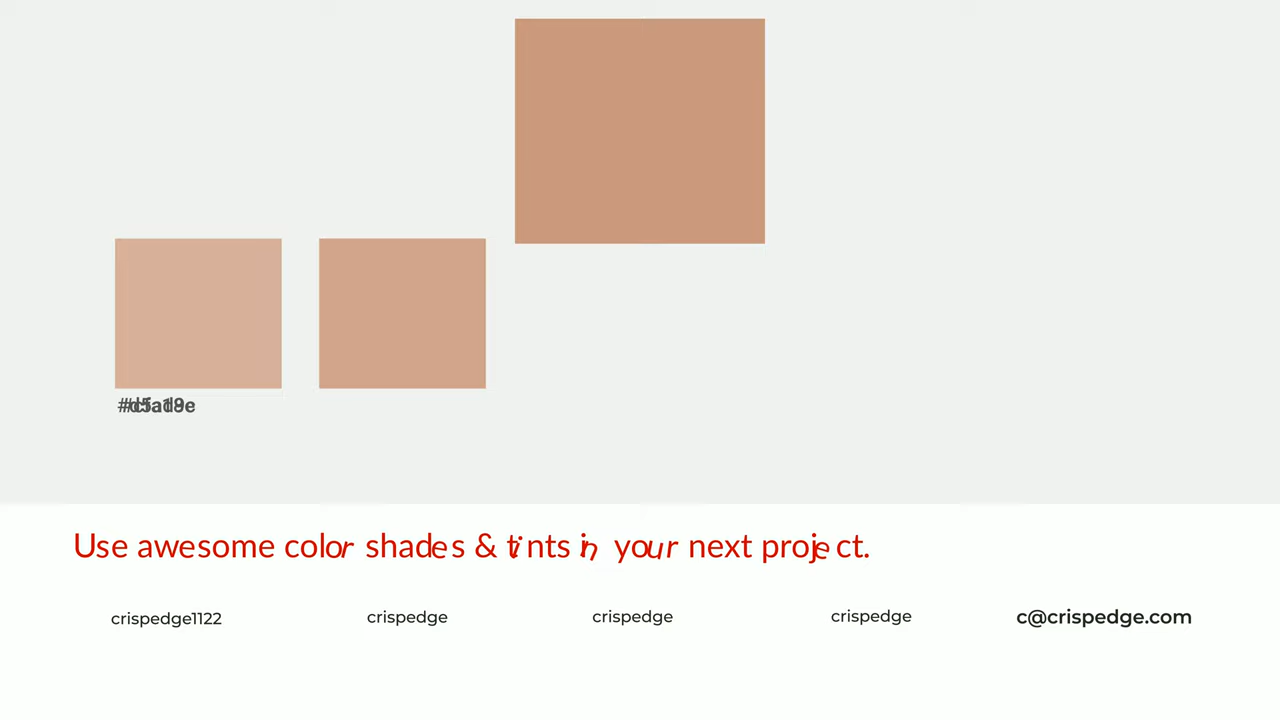 Use awesome color shades & tints in your next project.
crispedge1122 crispedge crispedge crispedge c@crispedge.com